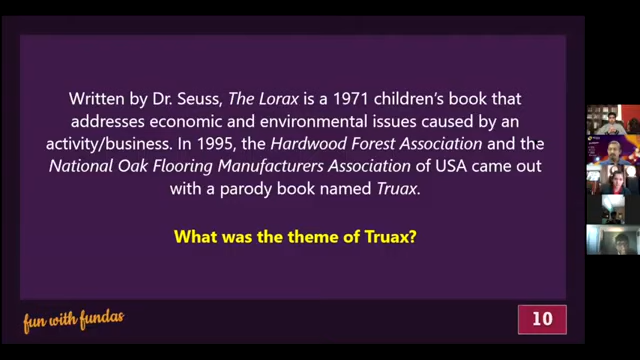 Written by Dr. Seuss, The Lorax is a 1971 children's book that
addresses economic and environmental issues caused by an
activity/business. In 1995, the Hardwood Forest Association and the
National Oak Flooring Manufacturers Association of USA came out
with a parody book named Truax.
What was the theme of Truax?
fun with fundas
10